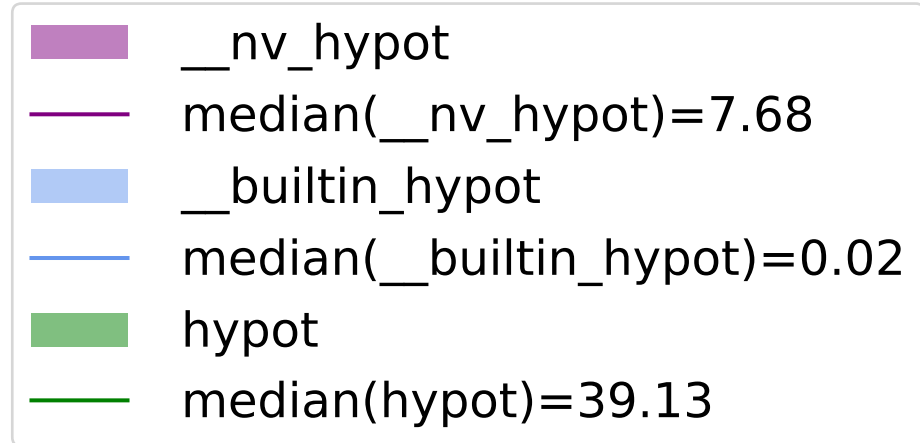 __nv_hypot
median(__nv_hypot)=7.68
__builtin_hypot
median(__builtin_hypot)=0.02
hypot
median(hypot)=39.13